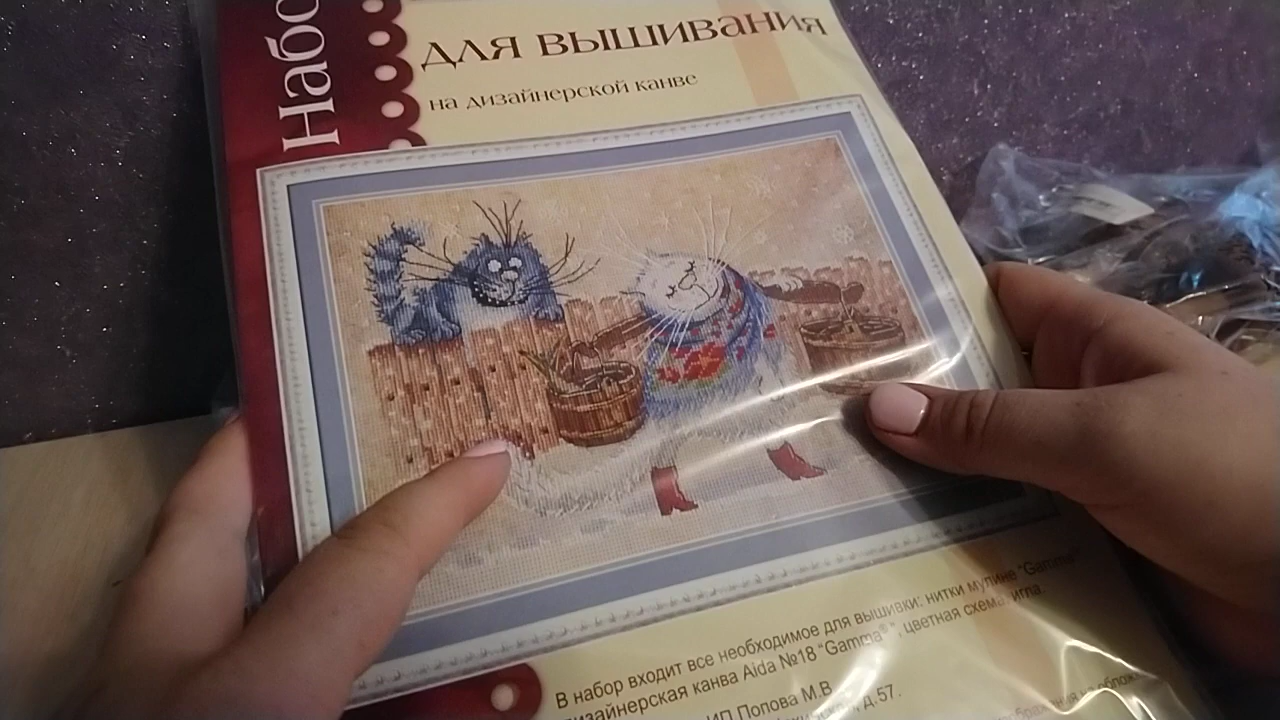 Набо
для вышивания
на дизайнерской канве
В набор входит все необходимое для вышивки: нитки мулине "Gamma"
дизайнерская канва Aida №18 "Gamma®", цветная схема, игла.
ИП Попова М.В.
д.57.